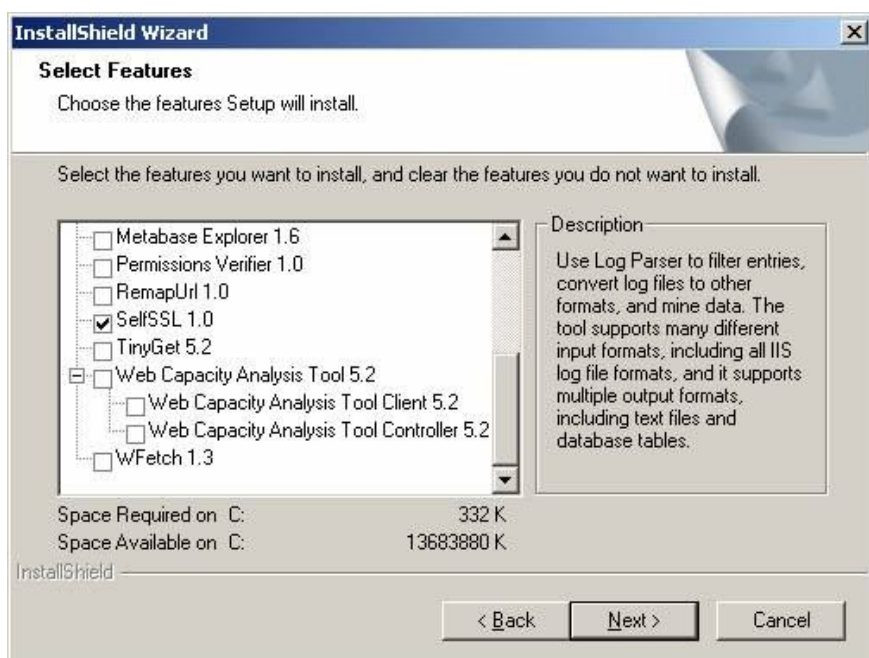 InstallShield Wizard
Select Features
Choose the features Setup will install.
Select the features you want to install, and clear the features you do not want to install.
Metabase Explorer 1.6
Permissions Verifier 1.0
RemapUrl 1.0
SelfSSL 1.0
TinyGet 5.2
Web Capacity Analysis Tool 5.2
Web Capacity Analysis Tool Client 5.2
Web Capacity Analysis Tool Controller 5.2
WFetch 1.3
Description
Use Log Parser to filter entries,
convert log files to other
formats, and mine data. The
tool supports many different
input formats, including all IIS
log file formats, and it supports
multiple output formats,
including text files and
database tables.
Space Required on C: 332 K
Space Available on C: 13683880 K
InstallShield
< Back Next > Cancel